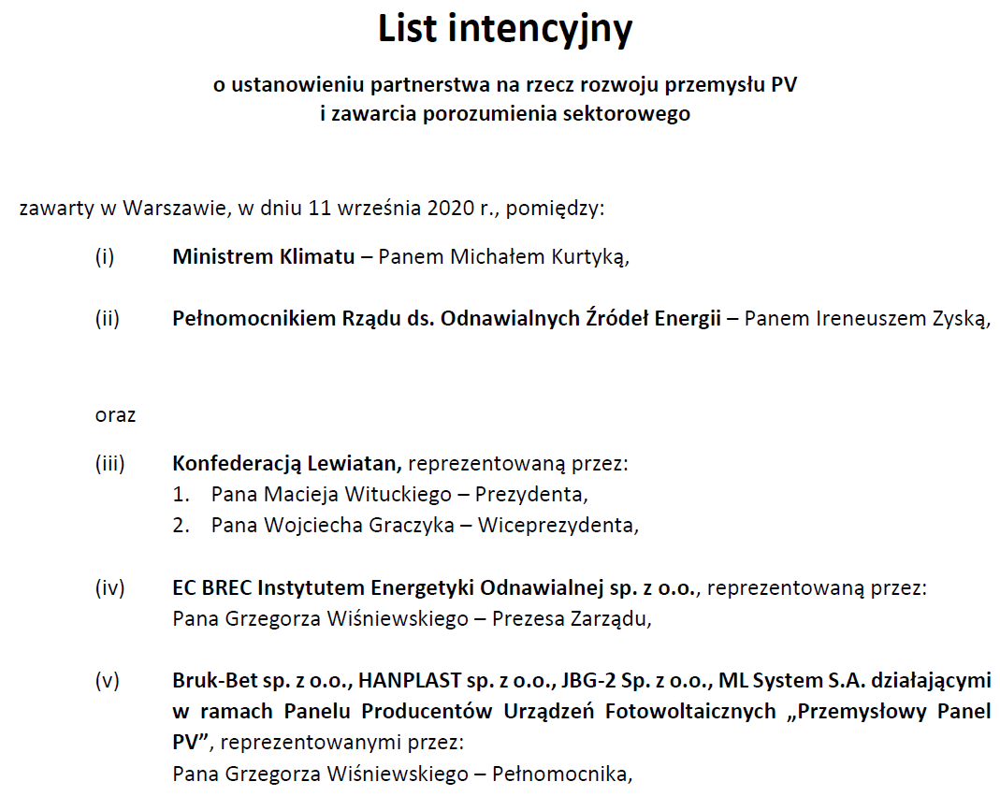 List intencyjny
o ustanowieniu partnerstwa na rzecz rozwoju przemysłu PV
i zawarcia porozumienia sektorowego
zawarty w Warszawie, w dniu 11 września 2020 r., pomiędzy:
(i) Ministrem Klimatu – Panem Michałem Kurtyką,
(ii) Pełnomocnikiem Rządu ds. Odnawialnych Źródeł Energii – Panem Ireneuszem Zyską,
oraz
(iii) Konfederacją Lewiatan, reprezentowaną przez:
1. Pana Macieja Wituckiego – Prezydenta,
2. Pana Wojciecha Graczyka – Wiceprezydenta,
(iv) EC BREC Instytutem Energetyki Odnawialnej sp. z o.o., reprezentowaną przez:
Pana Grzegorza Wiśniewskiego – Prezesa Zarządu,
(v) Bruk-Bet sp. z o.o., HANPLAST sp. z o.o., JBG-2 Sp. z o.o., ML System S.A. działającymi
w ramach Panelu Producentów Urządzeń Fotowoltaicznych „Przemysłowy Panel
PV”, reprezentowanymi przez:
Pana Grzegorza Wiśniewskiego – Pełnomocnika,